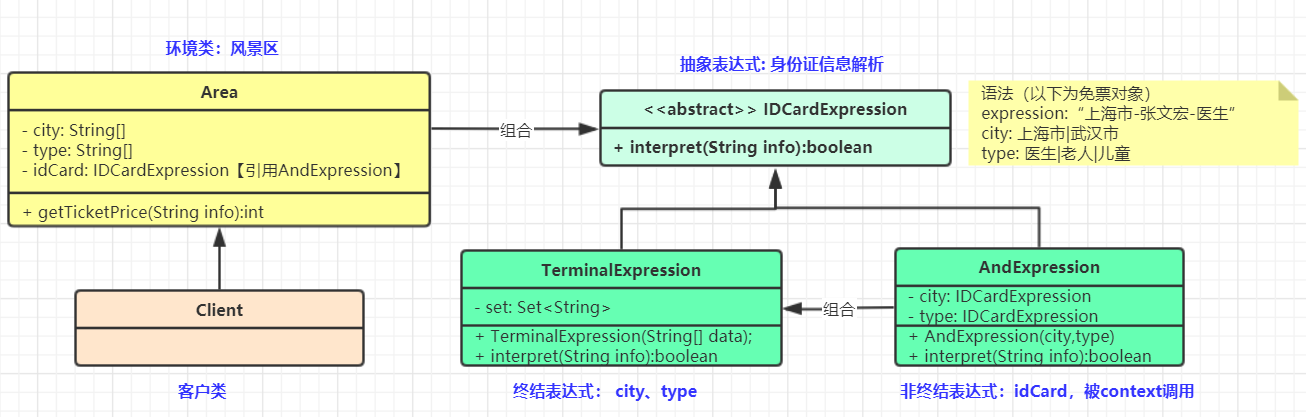 环境类：风景区
Area
- city: String[]
- type: String[]
- idCard: IDCardExpression【引用AndExpression】
+ getTicketPrice(String info):int
组合
抽象表达式: 身份证信息解析
<<abstract>> IDCardExpression
+ interpret(String info):boolean
语法（以下为免票对象）
expression:“上海市-张文宏-医生”
city: 上海市|武汉市
type: 医生|老人|儿童
Client
客户类
TerminalExpression
- set: Set<String>
+ TerminalExpression(String[] data);
+ interpret(String info):boolean
终结表达式： city、type
组合
AndExpression
- city: IDCardExpression
- type: IDCardExpression
+ AndExpression(city,type)
+ interpret(String info):boolean
非终结表达式：idCard，被context调用